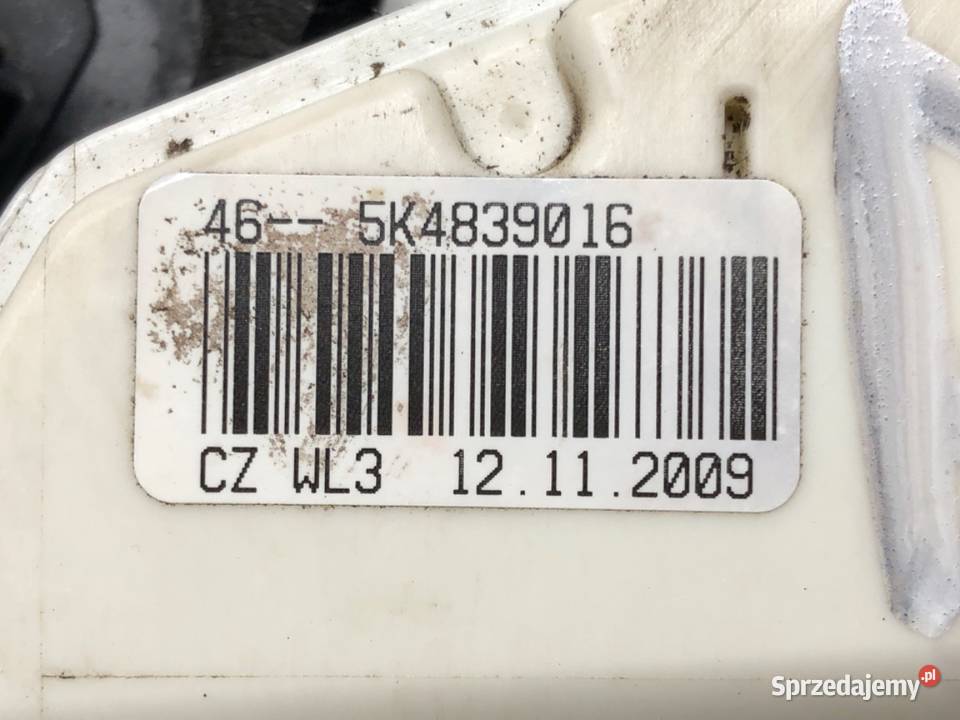 46-- 5K4839016
CZ WL3 12.11.2009
Sprzedajemy.pl